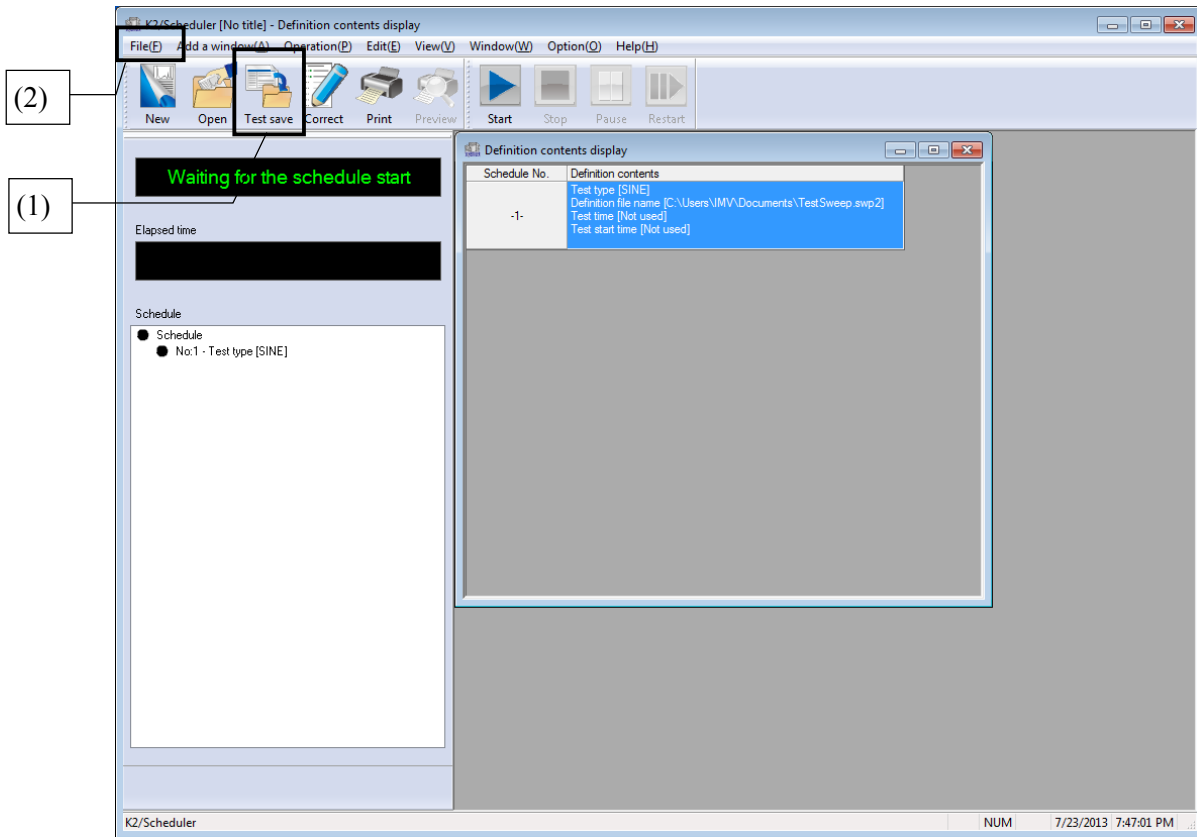 K2/Scheduler [No title] - Definition contents display
File(F) Add a window(A) Operation(P) Edit(E) View(V) Window(W) Option(O) Help(H)
(2)
New Open Test save Correct Print Preview Start Stop Pause Restart
Definition contents display
Schedule No. Definition contents
Waiting for the schedule start
Test type [SINE]
Definition file name [C:\Users\IMV\Documents\TestSweep.swp2]
-1-
Test time [Not used]
Test start time [Not used]
(1)
Elapsed time
Schedule
Schedule
No:1 - Test type [SINE]
K2/Scheduler NUM 7/23/2013 7:47:01 PM